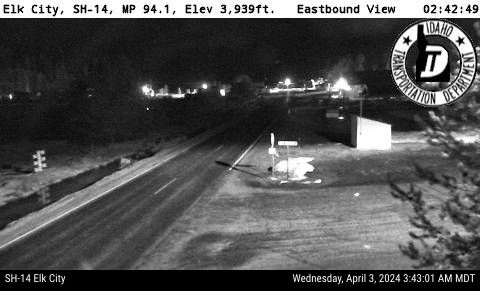 Elk City, SH-14, MP 94.1, Elev 3,939ft.   Eastbound View   02:42:49
IDAHO
TRANSPORTATION DEPARTMENT
SH-14 Elk City
Wednesday, April 3, 2024 3:43:01 AM MDT